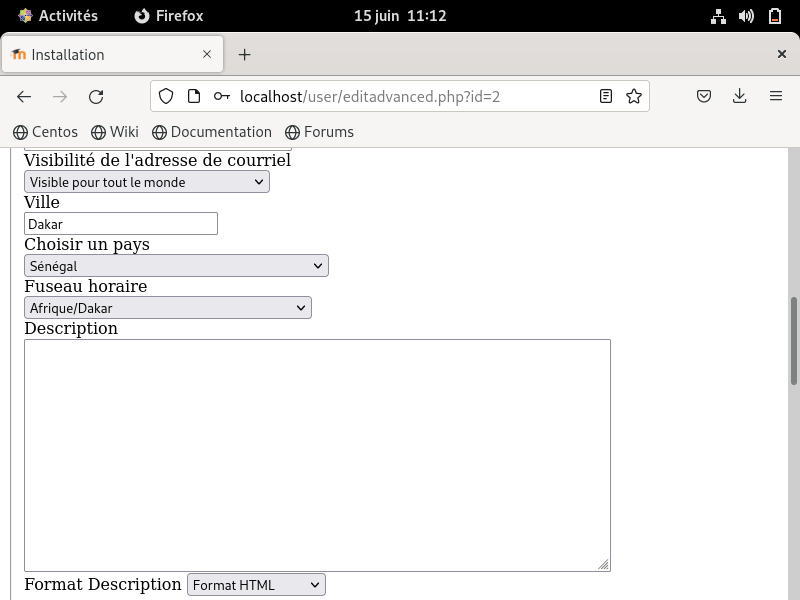 Activités Firefox 15 juin 11:12
Installation
localhost/user/editadvanced.php?id=2
Centos Wiki Documentation Forums
Visibilité de l'adresse de courriel
Visible pour tout le monde
Ville
Dakar
Choisir un pays
Sénégal
Fuseau horaire
Afrique/Dakar
Description
Format Description Format HTML